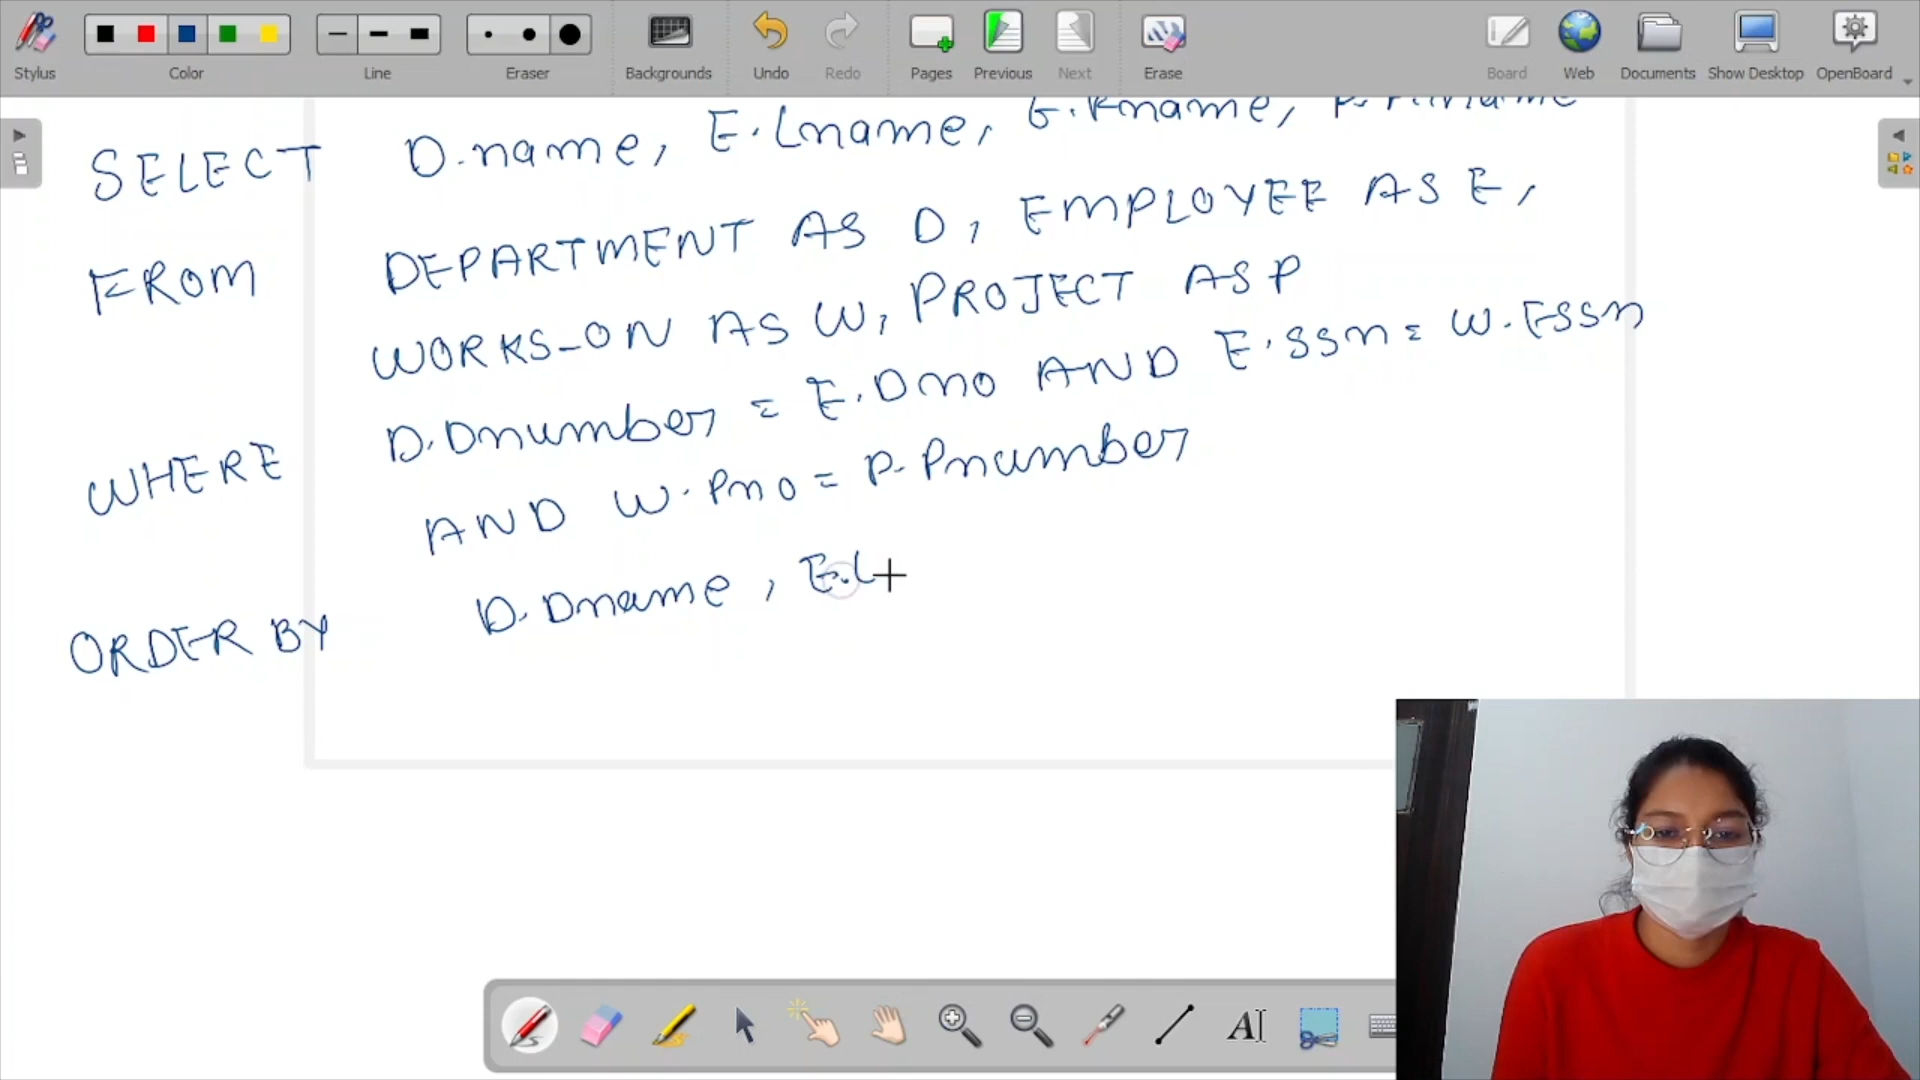 Stylus Color Line Eraser Backgrounds Undo Redo Pages Previous Next Erase Board Web Documents Show Desktop OpenBoard
SELECT D.name, E.Lname,
FROM DEPARTMENT AS D, EMPLOYEE AS E,
WORKS-ON AS W, PROJECT AS P
WHERE D.Dnumber = E.Dno AND E.ssn = W.Essn
AND W.Pno = P.Pnumber
ORDER BY D.Dname, E.L